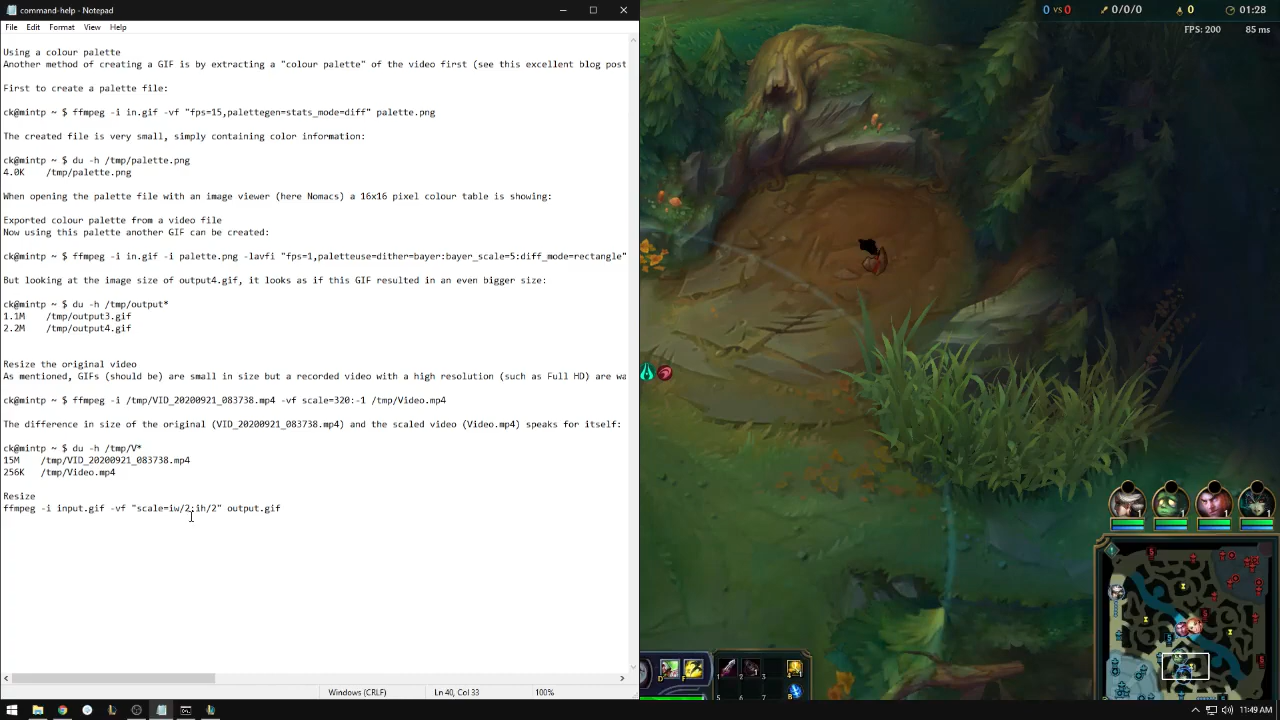 command-help - Notepad
File Edit Format View Help
Using a colour palette
Another method of creating a GIF is by extracting a "colour palette" of the video first (see this excellent blog post
First to create a palette file:
ck@mintp ~ $ ffmpeg -i in.gif -vf "fps=15,palettegen=stats_mode=diff" palette.png
The created file is very small, simply containing color information:
ck@mintp ~ $ du -h /tmp/palette.png
4.0K /tmp/palette.png
When opening the palette file with an image viewer (here Nomacs) a 16x16 pixel colour table is showing:
Exported colour palette from a video file
Now using this palette another GIF can be created:
ck@mintp ~ $ ffmpeg -i in.gif -i palette.png -lavfi "fps=1,paletteuse=dither=bayer:bayer_scale=5:diff_mode=rectangle"
But looking at the image size of output4.gif, it looks as if this GIF resulted in an even bigger size:
ck@mintp ~ $ du -h /tmp/output*
1.1M /tmp/output3.gif
2.2M /tmp/output4.gif
Resize the original video
As mentioned, GIFs (should be) are small in size but a recorded video with a high resolution (such as Full HD) are wa
ck@mintp ~ $ ffmpeg -i /tmp/VID_20200921_083738.mp4 -vf scale=320:-1 /tmp/Video.mp4
The difference in size of the original (VID_20200921_083738.mp4) and the scaled video (Video.mp4) speaks for itself:
ck@mintp ~ $ du -h /tmp/V*
15M /tmp/VID_20200921_083738.mp4
256K /tmp/Video.mp4
Resize
ffmpeg -i input.gif -vf "scale=iw/2:ih/2" output.gif
Windows (CRLF) Ln 40, Col 33 100%
0 vs 0 0/0/0 0 01:28
FPS: 200 85 ms
D F 1 2 3 4
5 6 7
11:49 AM